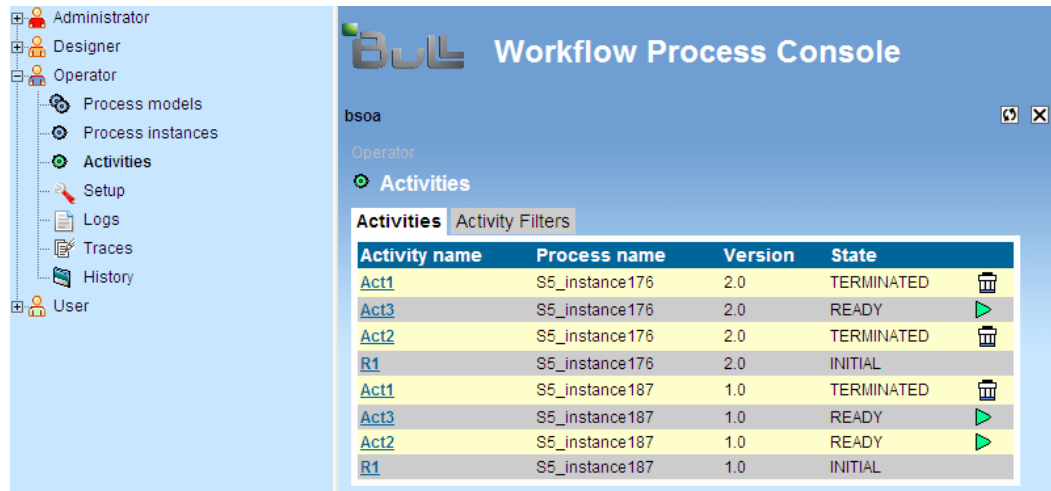 Administrator
Designer
Operator
Process models
Process instances
Activities
Setup
Logs
Traces
History
User
Bull Workflow Process Console
bsoa
Operator
Activities
Activities Activity Filters
Activity name Process name Version State
Act1 S5_instance176 2.0 TERMINATED
Act3 S5_instance176 2.0 READY
Act2 S5_instance176 2.0 TERMINATED
R1 S5_instance176 2.0 INITIAL
Act1 S5_instance187 1.0 TERMINATED
Act3 S5_instance187 1.0 READY
Act2 S5_instance187 1.0 READY
R1 S5_instance187 1.0 INITIAL